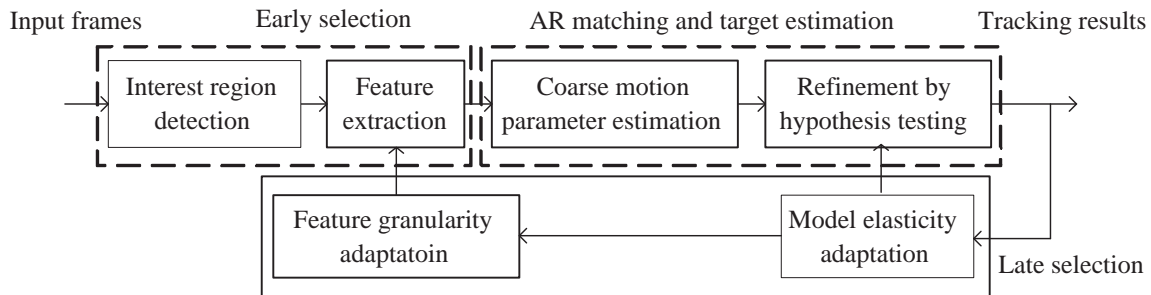 Input frames
Early selection
AR matching and target estimation
Tracking results
Interest region
detection
Feature
extraction
Coarse motion
parameter estimation
Refinement by
hypothesis testing
Feature granularity
adaptatoin
Model elasticity
adaptation
Late selection